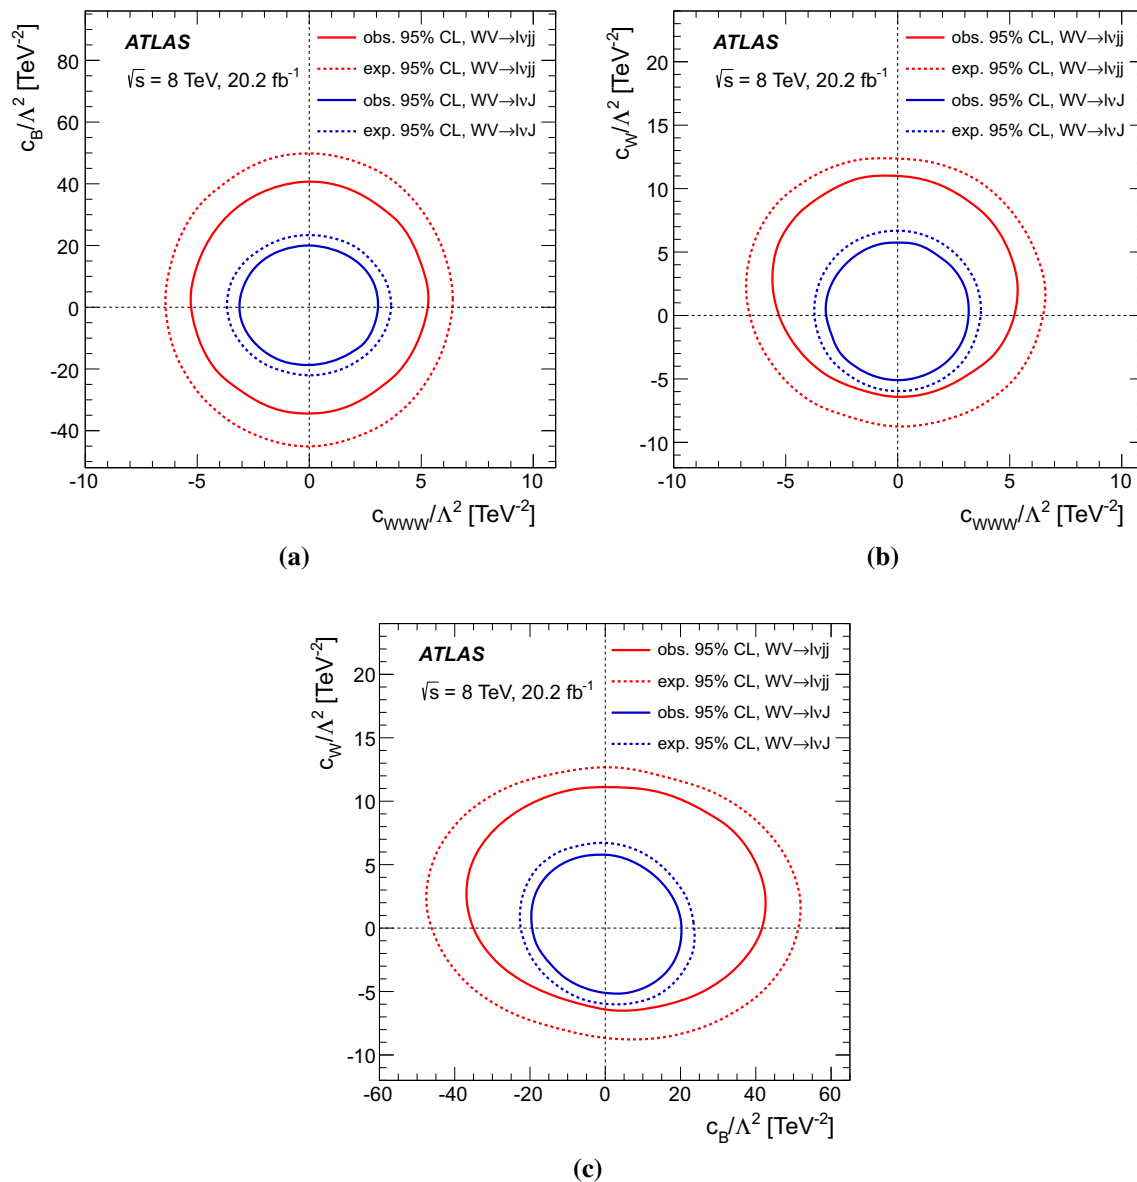 ATLAS
√s = 8 TeV, 20.2 fb⁻¹
obs. 95% CL, WV→lνjj
exp. 95% CL, WV→lνjj
obs. 95% CL, WV→lνJ
exp. 95% CL, WV→lνJ
c_B/Λ² [TeV⁻²]
80
60
40
20
0
-20
-40
-10 -5 0 5 10
c_WWW/Λ² [TeV⁻²]
(a)
ATLAS
√s = 8 TeV, 20.2 fb⁻¹
obs. 95% CL, WV→lνjj
exp. 95% CL, WV→lνjj
obs. 95% CL, WV→lνJ
exp. 95% CL, WV→lνJ
c_W/Λ² [TeV⁻²]
20
15
10
5
0
-5
-10
-10 -5 0 5 10
c_WWW/Λ² [TeV⁻²]
(b)
ATLAS
√s = 8 TeV, 20.2 fb⁻¹
obs. 95% CL, WV→lνjj
exp. 95% CL, WV→lνjj
obs. 95% CL, WV→lνJ
exp. 95% CL, WV→lνJ
c_W/Λ² [TeV⁻²]
20
15
10
5
0
-5
-10
-60 -40 -20 0 20 40 60
c_B/Λ² [TeV⁻²]
(c)